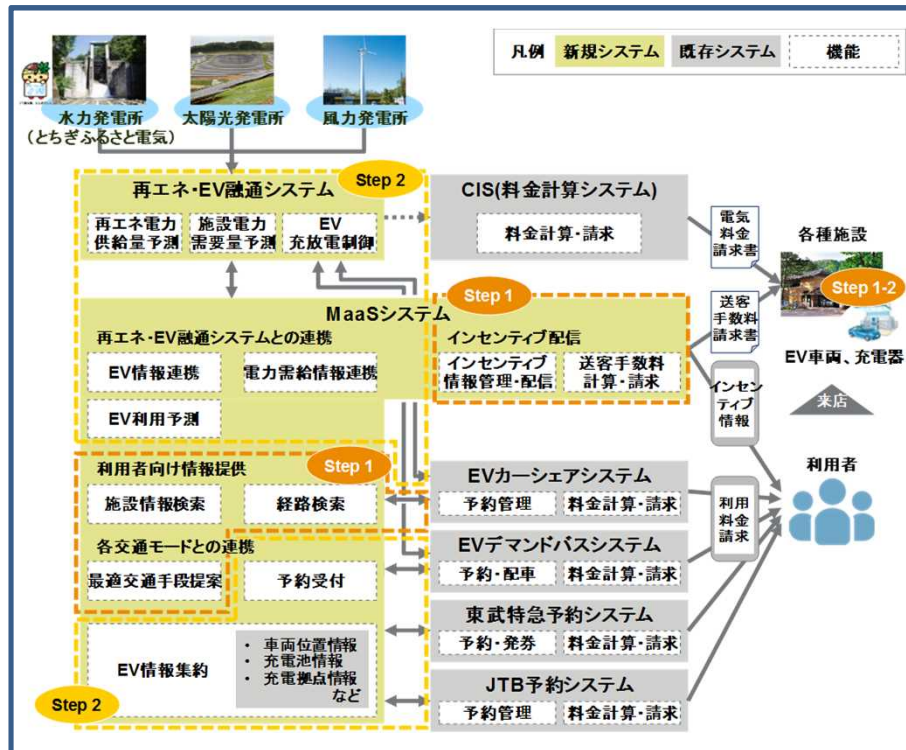 凡例
新規システム
既存システム
機能
水力発電所
(とちぎふるさと電気)
太陽光発電所
風力発電所
Step 2
再エネ・EV融通システム
再エネ電力
供給量予測
施設電力
需要量予測
EV
充放電制御
CIS(料金計算システム)
料金計算・請求
電気
料金
請求書
各種施設
Step 1-2
送客
手数料
請求書
EV車両、充電器
Step 1
MaaSシステム
再エネ・EV融通システムとの連携
EV情報連携
電力需給情報連携
EV利用予測
インセンティブ配信
インセンティブ
情報管理・配信
送客手数料
計算・請求
インセン
ティブ
情報
来店
利用者
Step 1
利用者向け情報提供
施設情報検索
経路検索
各交通モードとの連携
最適交通手段提案
予約受付
EV情報集約
・ 車両位置情報
・ 充電池情報
・ 充電拠点情報
など
Step 2
EVカーシェアシステム
予約管理
料金計算・請求
利用
料金
請求
EVデマンドバスシステム
予約・配車
料金計算・請求
東武特急予約システム
予約・発券
料金計算・請求
JTB予約システム
予約管理
料金計算・請求